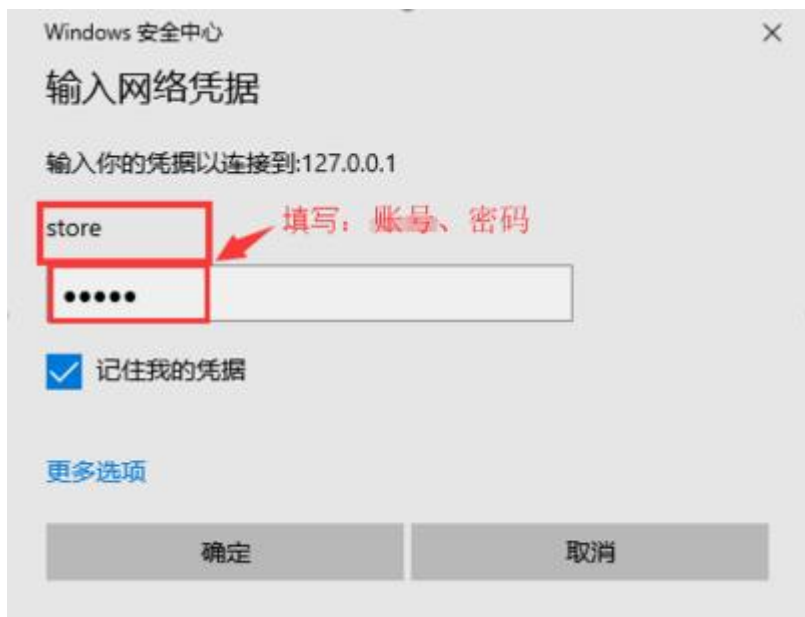 Windows 安全中心
输入网络凭据
输入你的凭据以连接到:127.0.0.1
store
填写：账号、密码
•••••
记住我的凭据
更多选项
确定
取消